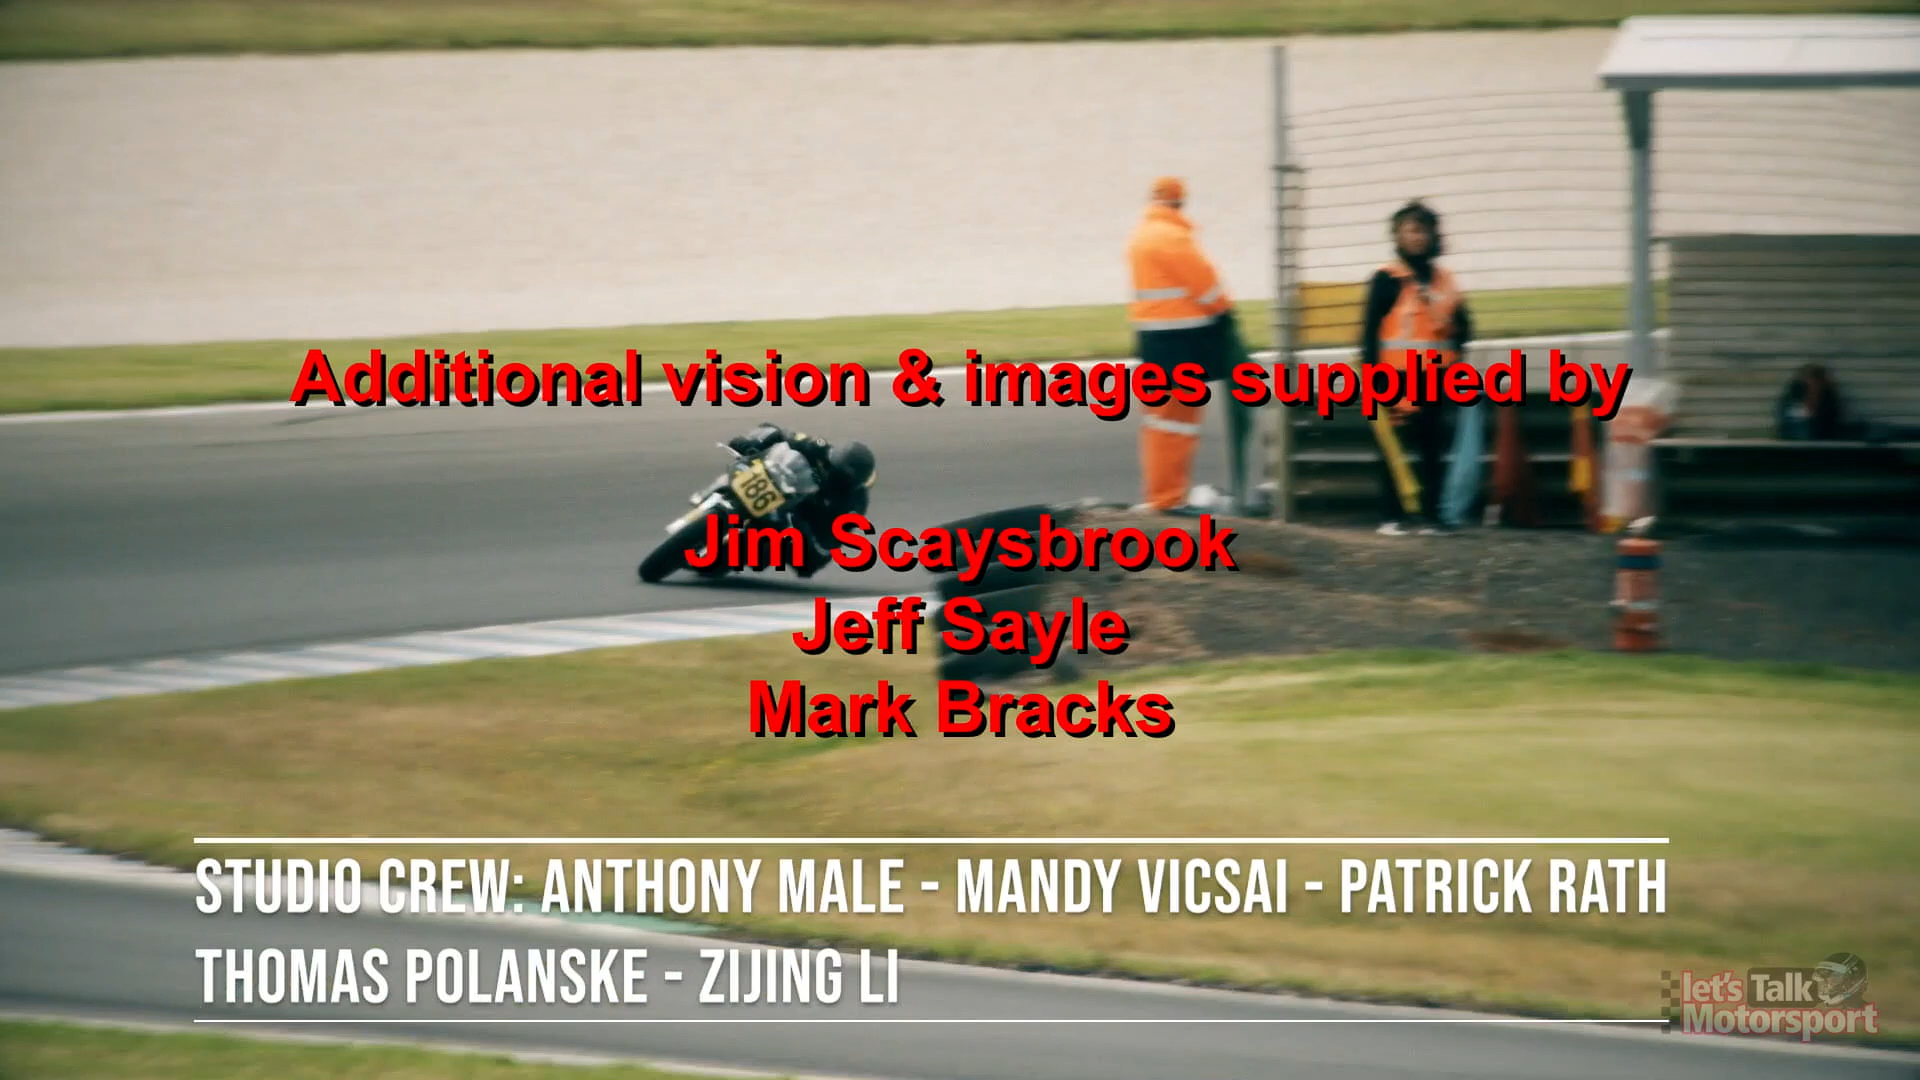 Additional vision & images supplied by
186
Jim Scaysbrook
Jeff Sayle
Mark Bracks
STUDIO CREW: ANTHONY MALE - MANDY VICSAI - PATRICK RATH
THOMAS POLANSKE - ZIJING LI
let's Talk
Motorsport